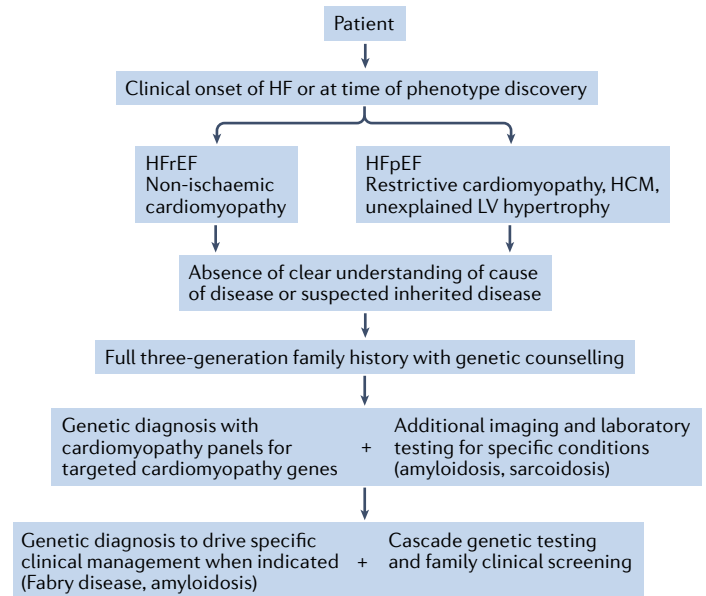 Patient
Clinical onset of HF or at time of phenotype discovery
HFrEF
Non-ischaemic
cardiomyopathy
HFpEF
Restrictive cardiomyopathy, HCM,
unexplained LV hypertrophy
Absence of clear understanding of cause
of disease or suspected inherited disease
Full three-generation family history with genetic counselling
Genetic diagnosis with
cardiomyopathy panels for
targeted cardiomyopathy genes
+
Additional imaging and laboratory
testing for specific conditions
(amyloidosis, sarcoidosis)
Genetic diagnosis to drive specific
clinical management when indicated
(Fabry disease, amyloidosis)
+
Cascade genetic testing
and family clinical screening